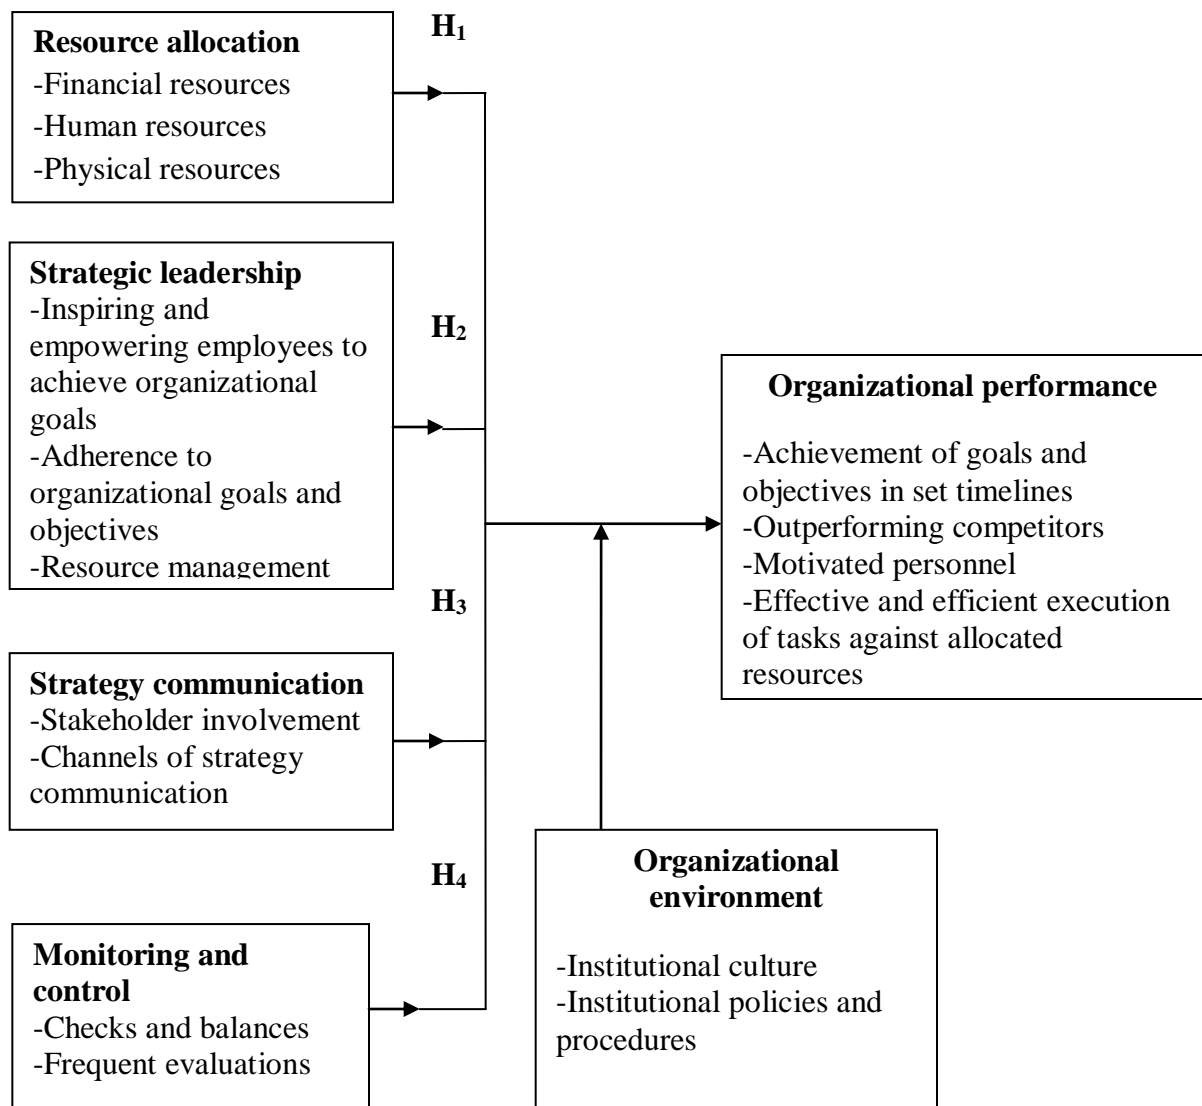 H₁
Resource allocation
-Financial resources
-Human resources
-Physical resources
Strategic leadership
-Inspiring and
empowering employees to
achieve organizational
goals
-Adherence to
organizational goals and
objectives
-Resource management
H₂
H₃
Strategy communication
-Stakeholder involvement
-Channels of strategy
communication
H₄
Monitoring and
control
-Checks and balances
-Frequent evaluations
Organizational performance
-Achievement of goals and
objectives in set timelines
-Outperforming competitors
-Motivated personnel
-Effective and efficient execution
of tasks against allocated
resources
Organizational
environment
-Institutional culture
-Institutional policies and
procedures